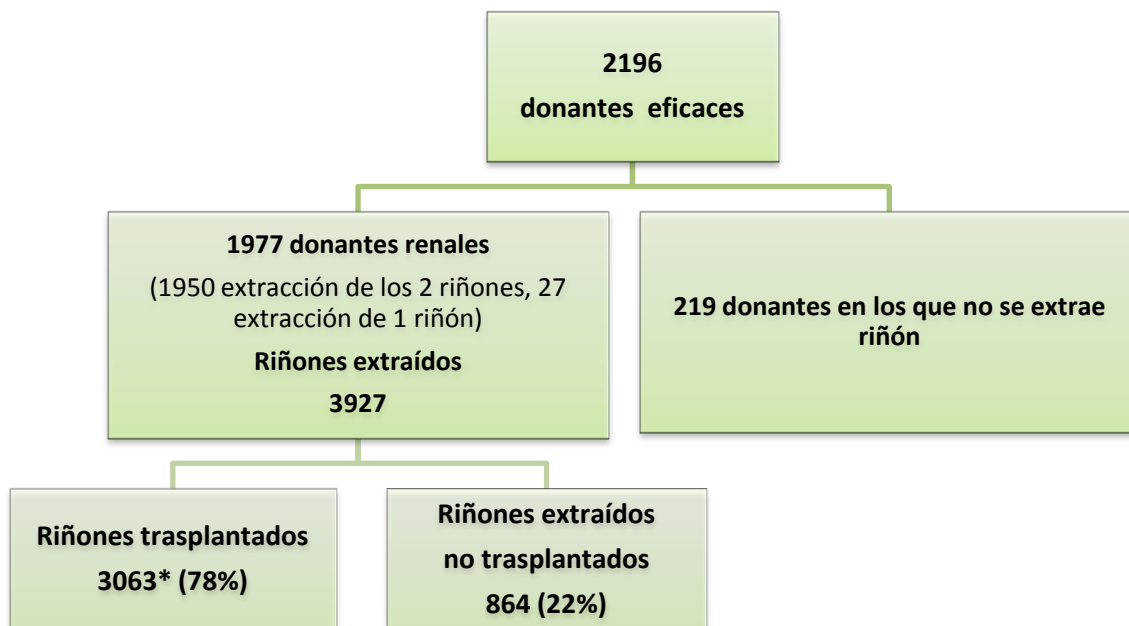 2196
donantes eficaces
1977 donantes renales
(1950 extracción de los 2 riñones, 27
extracción de 1 riñón)
Riñones extraídos
3927
219 donantes en los que no se extrae
riñón
Riñones trasplantados
3063* (78%)
Riñones extraídos
no trasplantados
864 (22%)